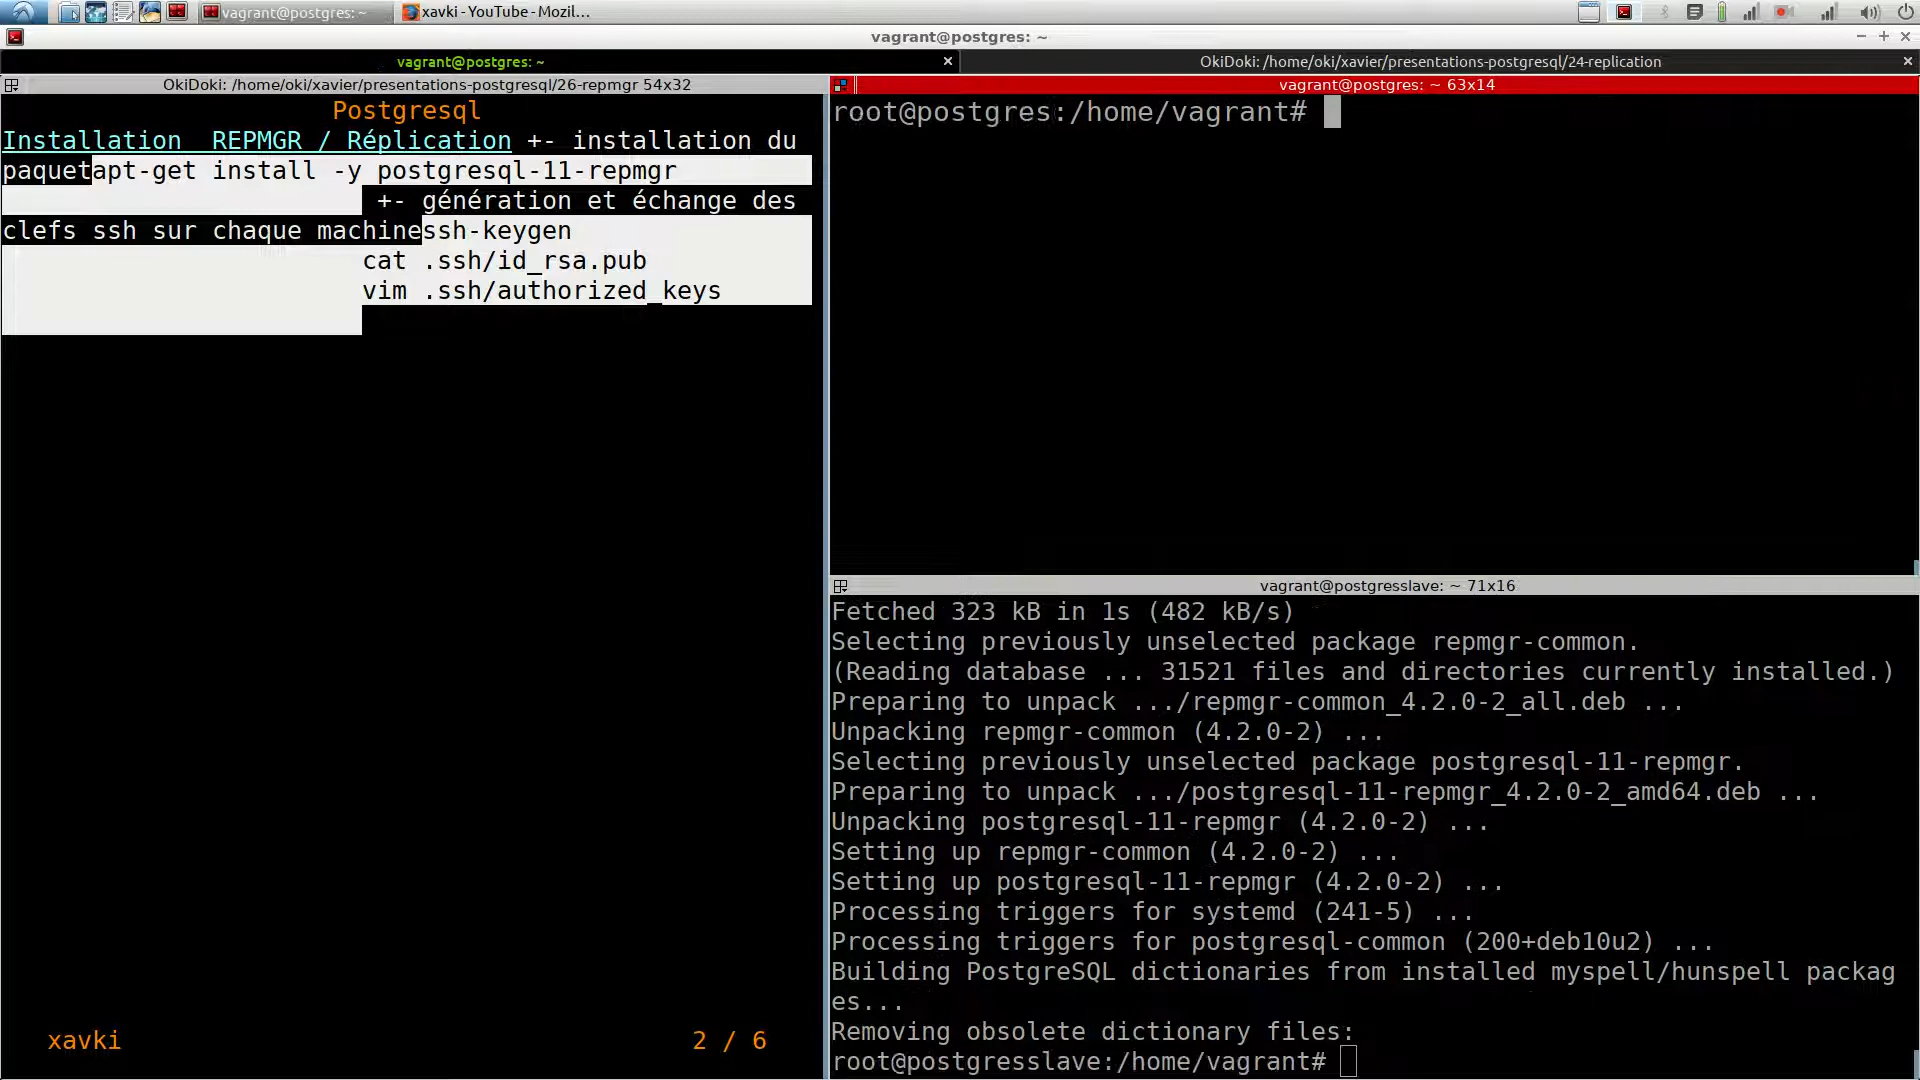 vagrant@postgres: ~
xavki - YouTube - Mozil...
vagrant@postgres: ~
vagrant@postgres: ~
OkiDoki: /home/oki/xavier/presentations-postgresql/24-replication
OkiDoki: /home/oki/xavier/presentations-postgresql/26-repmgr 54x32
Postgresql
Installation  REPMGR / Réplication +- installation du
paquetapt-get install -y postgresql-11-repmgr
+- génération et échange des
clefs ssh sur chaque machinessh-keygen
cat .ssh/id_rsa.pub
vim .ssh/authorized_keys
xavki
2 / 6
vagrant@postgres: ~ 63x14
root@postgres:/home/vagrant#
vagrant@postgresslave: ~ 71x16
Fetched 323 kB in 1s (482 kB/s)
Selecting previously unselected package repmgr-common.
(Reading database ... 31521 files and directories currently installed.)
Preparing to unpack .../repmgr-common_4.2.0-2_all.deb ...
Unpacking repmgr-common (4.2.0-2) ...
Selecting previously unselected package postgresql-11-repmgr.
Preparing to unpack .../postgresql-11-repmgr_4.2.0-2_amd64.deb ...
Unpacking postgresql-11-repmgr (4.2.0-2) ...
Setting up repmgr-common (4.2.0-2) ...
Setting up postgresql-11-repmgr (4.2.0-2) ...
Processing triggers for systemd (241-5) ...
Processing triggers for postgresql-common (200+deb10u2) ...
Building PostgreSQL dictionaries from installed myspell/hunspell packag
es...
Removing obsolete dictionary files:
root@postgresslave:/home/vagrant#